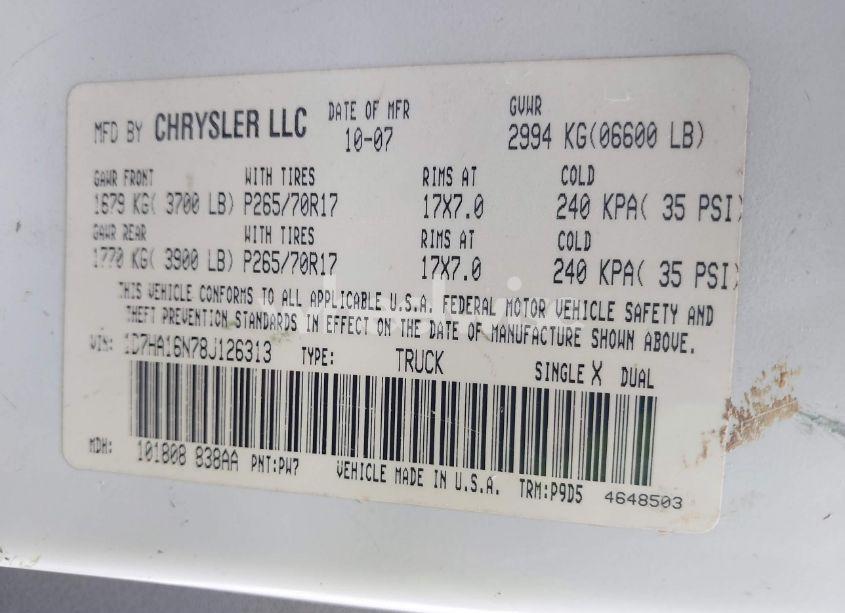 MFD BY CHRYSLER LLC DATE OF MFR 10-07 GVWR 2994 KG(06600 LB)
GAWR FRONT WITH TIRES RIMS AT COLD
1679 KG( 3700 LB) P265/70R17 17X7.0 240 KPA( 35 PSI)
GAWR REAR WITH TIRES RIMS AT COLD
1770 KG( 3900 LB) P265/70R17 17X7.0 240 KPA( 35 PSI)
THIS VEHICLE CONFORMS TO ALL APPLICABLE U.S.A. FEDERAL MOTOR VEHICLE SAFETY AND
THEFT PREVENTION STANDARDS IN EFFECT ON THE DATE OF MANUFACTURE SHOWN ABOVE.
VIN: 1D7HA16N78J126313 TYPE: TRUCK SINGLE X DUAL
MDH: 101808 838AA PNT:PW7 VEHICLE MADE IN U.S.A. TRM:P9D5 4648503